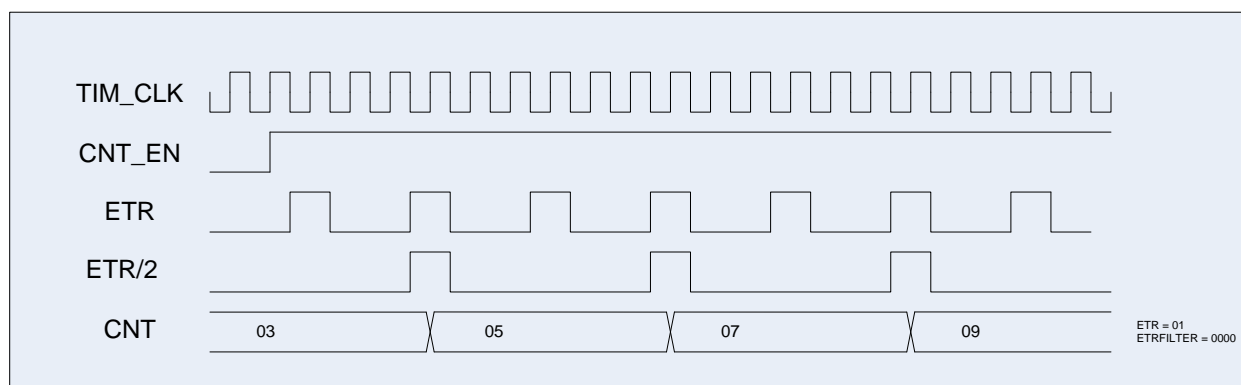 TIM_CLK
CNT_EN
ETR
ETR/2
CNT
03
05
07
09
ETR = 01
ETRFILTER = 0000